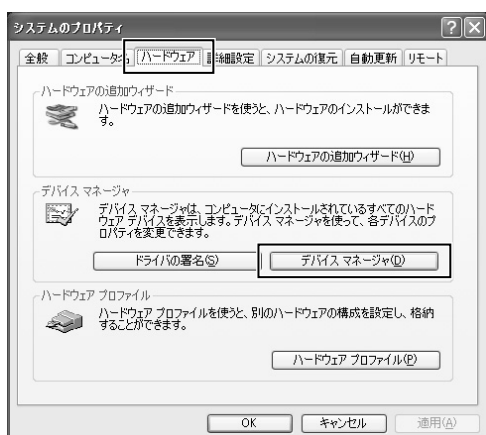 システムのプロパティ
全般 コンピュータ名 ハードウェア 詳細設定 システムの復元 自動更新 リモート
ハードウェアの追加ウィザード
ハードウェアの追加ウィザードを使うと、ハードウェアのインストールができま
す。
ハードウェアの追加ウィザード(H)
デバイス マネージャ
デバイス マネージャは、コンピュータにインストールされているすべてのハード
ウェア デバイスを表示します。デバイス マネージャを使って、各デバイスのプ
ロパティを変更できます。
ドライバの署名(S) デバイス マネージャ(D)
ハードウェア プロファイル
ハードウェア プロファイルを使うと、別のハードウェアの構成を設定し、格納
することができます。
ハードウェア プロファイル(P)
OK キャンセル 適用(A)